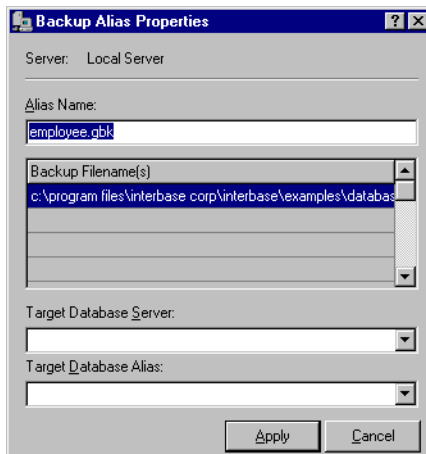 Backup Alias Properties
Server: Local Server
Alias Name:
employee.gbk
Backup Filename(s)
c:\program files\interbase corp\interbase\examples\databas
Target Database Server:
Target Database Alias:
Apply Cancel